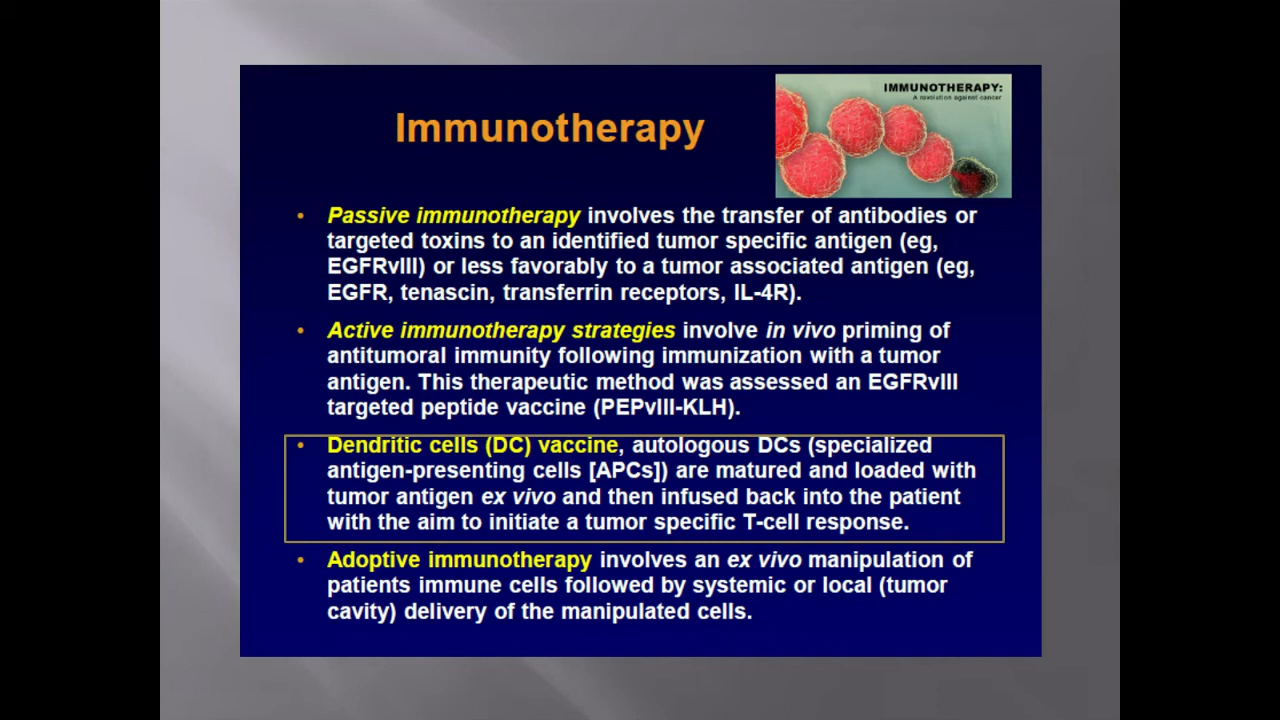 IMMUNOTHERAPY:
A revolution against cancer
Immunotherapy
• Passive immunotherapy involves the transfer of antibodies or
targeted toxins to an identified tumor specific antigen (eg,
EGFRvIII) or less favorably to a tumor associated antigen (eg,
EGFR, tenascin, transferrin receptors, IL-4R).
• Active immunotherapy strategies involve in vivo priming of
antitumoral immunity following immunization with a tumor
antigen. This therapeutic method was assessed an EGFRvIII
targeted peptide vaccine (PEPvIII-KLH).
• Dendritic cells (DC) vaccine, autologous DCs (specialized
antigen-presenting cells [APCs]) are matured and loaded with
tumor antigen ex vivo and then infused back into the patient
with the aim to initiate a tumor specific T-cell response.
• Adoptive immunotherapy involves an ex vivo manipulation of
patients immune cells followed by systemic or local (tumor
cavity) delivery of the manipulated cells.